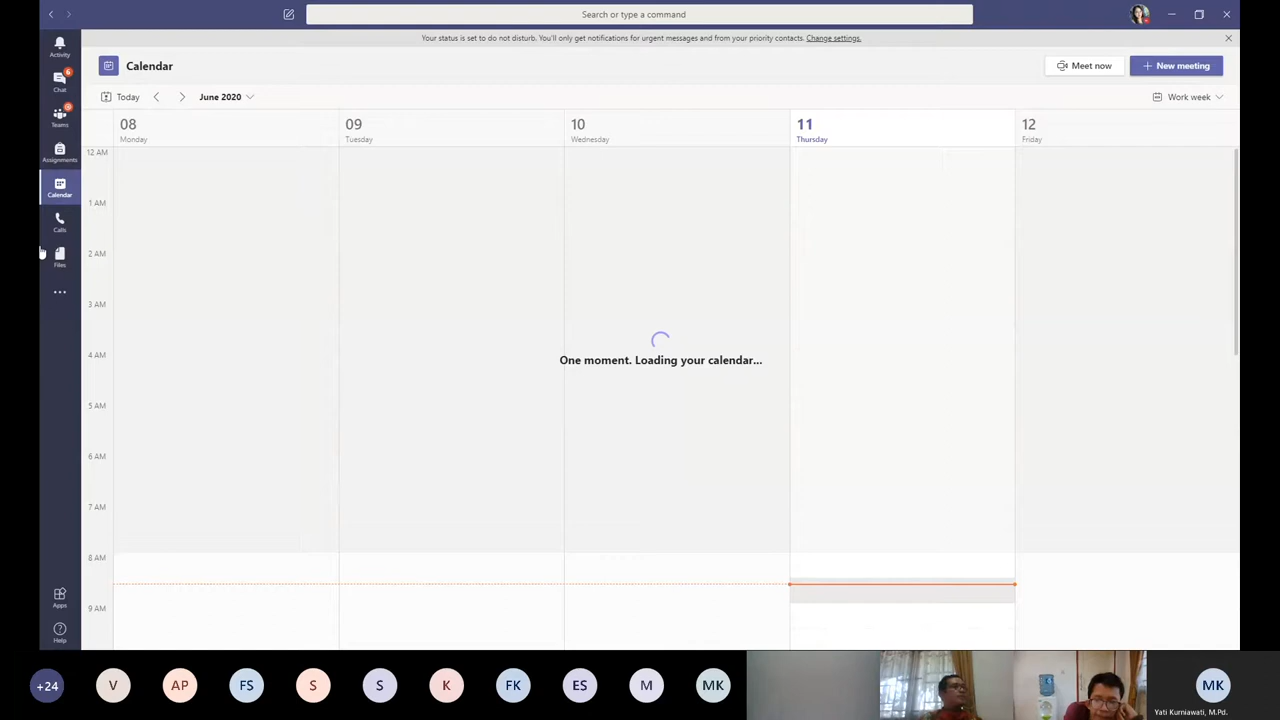 Search or type a command
Your status is set to do not disturb. You'll only get notifications for urgent messages and from your priority contacts. Change settings.
Activity
Calendar
Meet now
+ New meeting
6
Chat
Today
June 2020
Work week
Teams
08
Monday
09
Tuesday
10
Wednesday
11
Thursday
12
Friday
Assignments
12 AM
Calendar
1 AM
Calls
2 AM
Files
3 AM
One moment. Loading your calendar...
4 AM
5 AM
6 AM
7 AM
8 AM
9 AM
Apps
Help
+24
V
AP
FS
S
S
K
FK
ES
M
MK
MK
Yati Kurniawati, M.Pd.